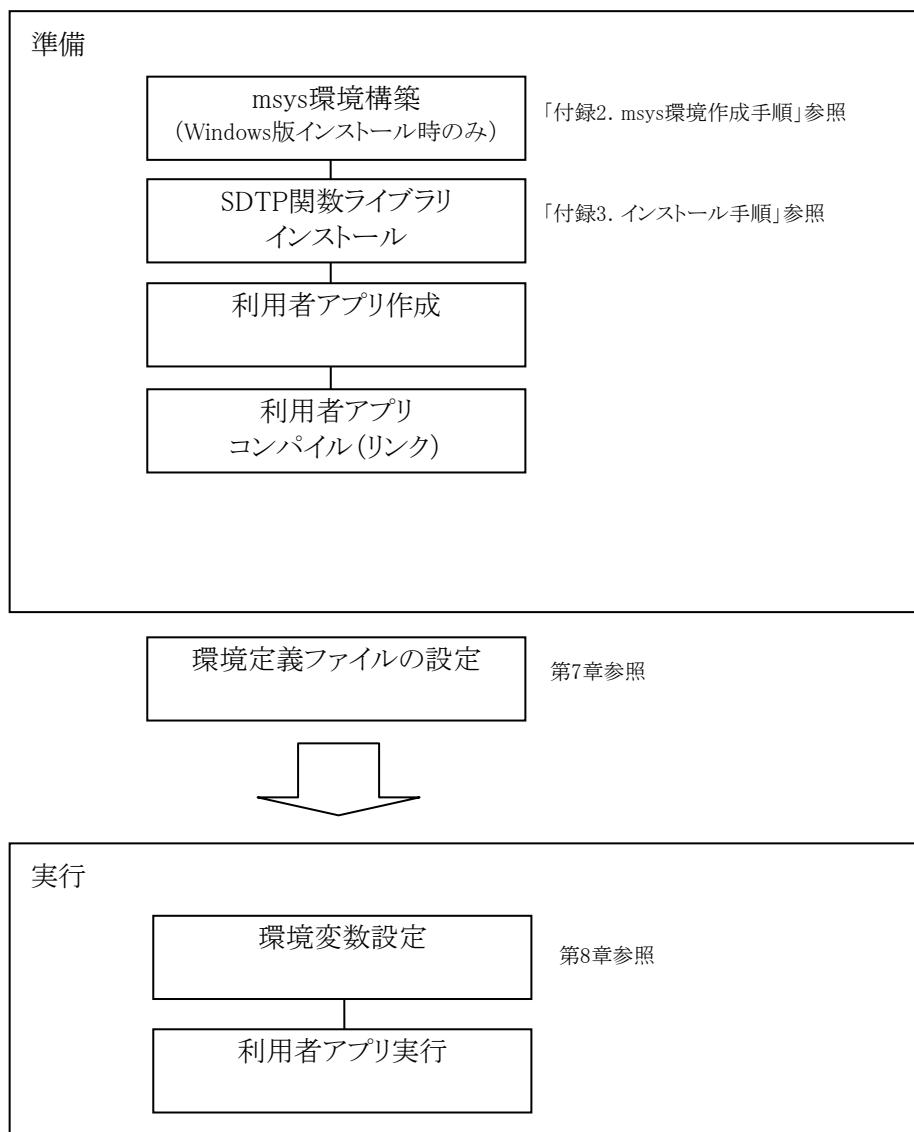 準備
msys環境構築
(Windows版インストール時のみ)
「付録2. msys環境作成手順」参照
SDTP関数ライブラリ
インストール
「付録3. インストール手順」参照
利用者アプリ作成
利用者アプリ
コンパイル(リンク)
環境定義ファイルの設定
第7章参照
実行
環境変数設定
第8章参照
利用者アプリ実行